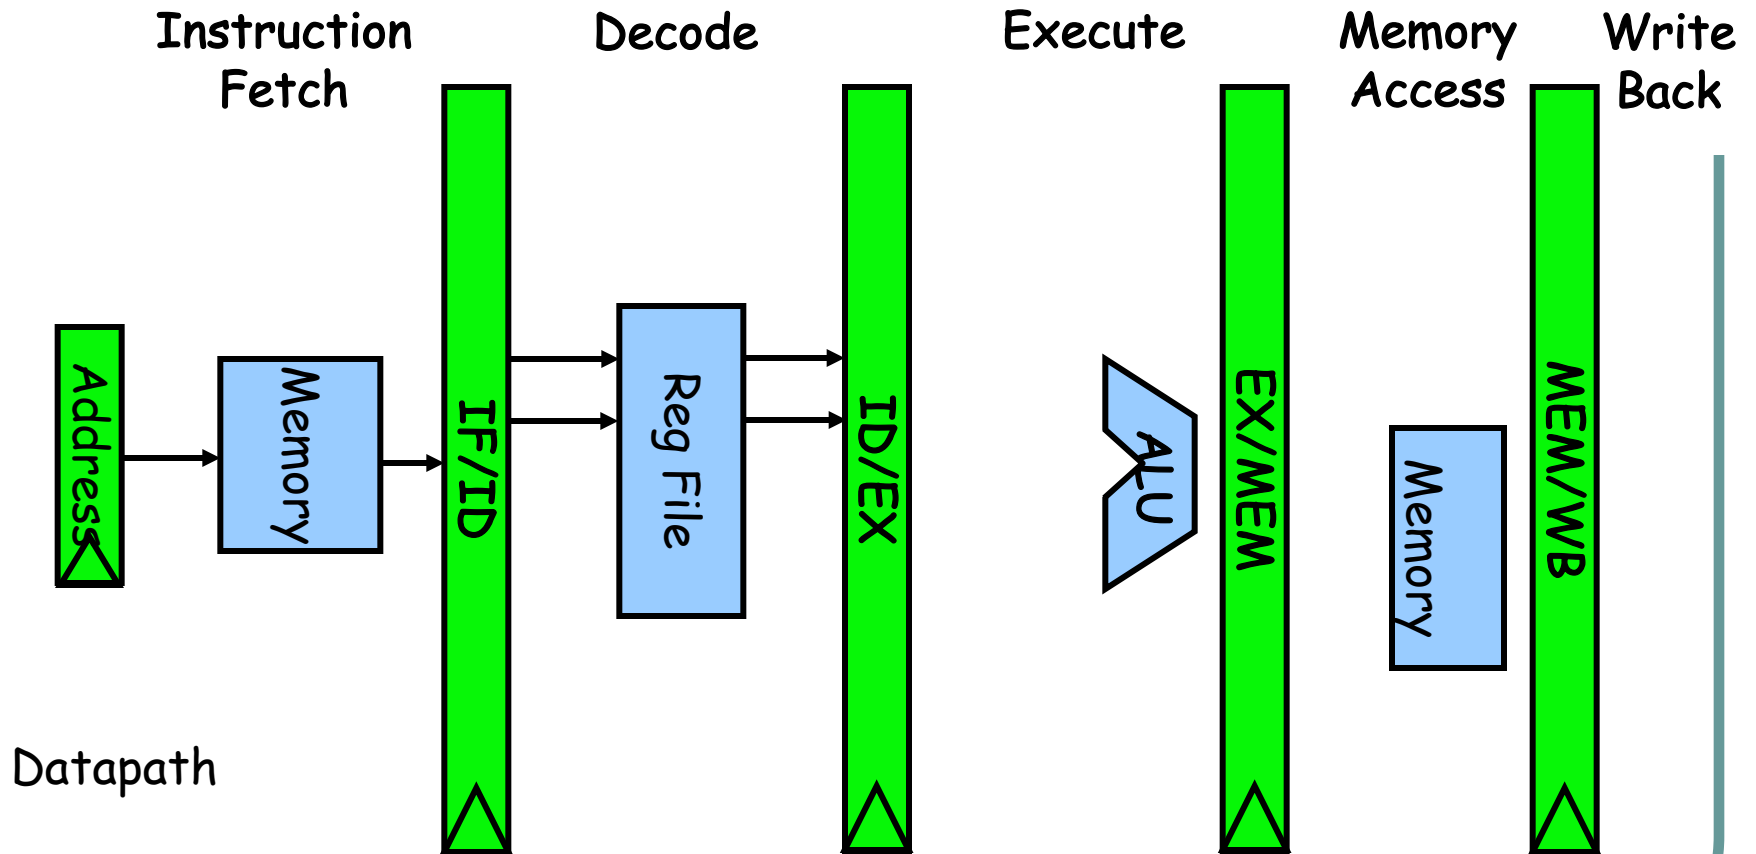 Instruction
Fetch
Decode
Execute
Memory
Access
Write
Back
Address
Memory
IF/ID
Reg File
ID/EX
ALU
EX/MEM
Memory
MEM/WB
Datapath